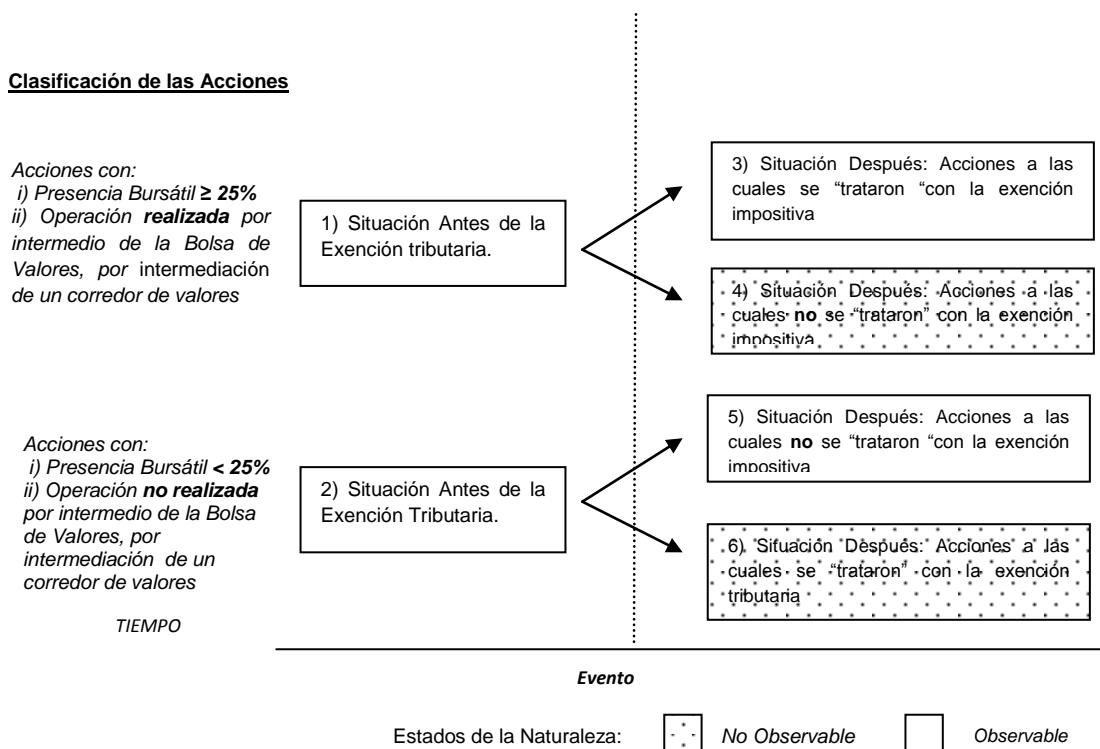 Clasificación de las Acciones
Acciones con:
i) Presencia Bursátil ≥ 25%
ii) Operación realizada por
intermedio de la Bolsa de
Valores, por intermediación
de un corredor de valores
1) Situación Antes de la
Exención tributaria.
3) Situación Después: Acciones a las
cuales se “trataron “con la exención
impositiva
4) Situación Después: Acciones a las
cuales no se “trataron” con la exención
impositiva
Acciones con:
i) Presencia Bursátil < 25%
ii) Operación no realizada
por intermedio de la Bolsa
de Valores, por
intermediación de un
corredor de valores
2) Situación Antes de la
Exención Tributaria.
5) Situación Después: Acciones a las
cuales no se “trataron “con la exención
impositiva
6) Situación Después: Acciones a las
cuales se “trataron” con la exención
tributaria
TIEMPO
Evento
Estados de la Naturaleza:
No Observable
Observable